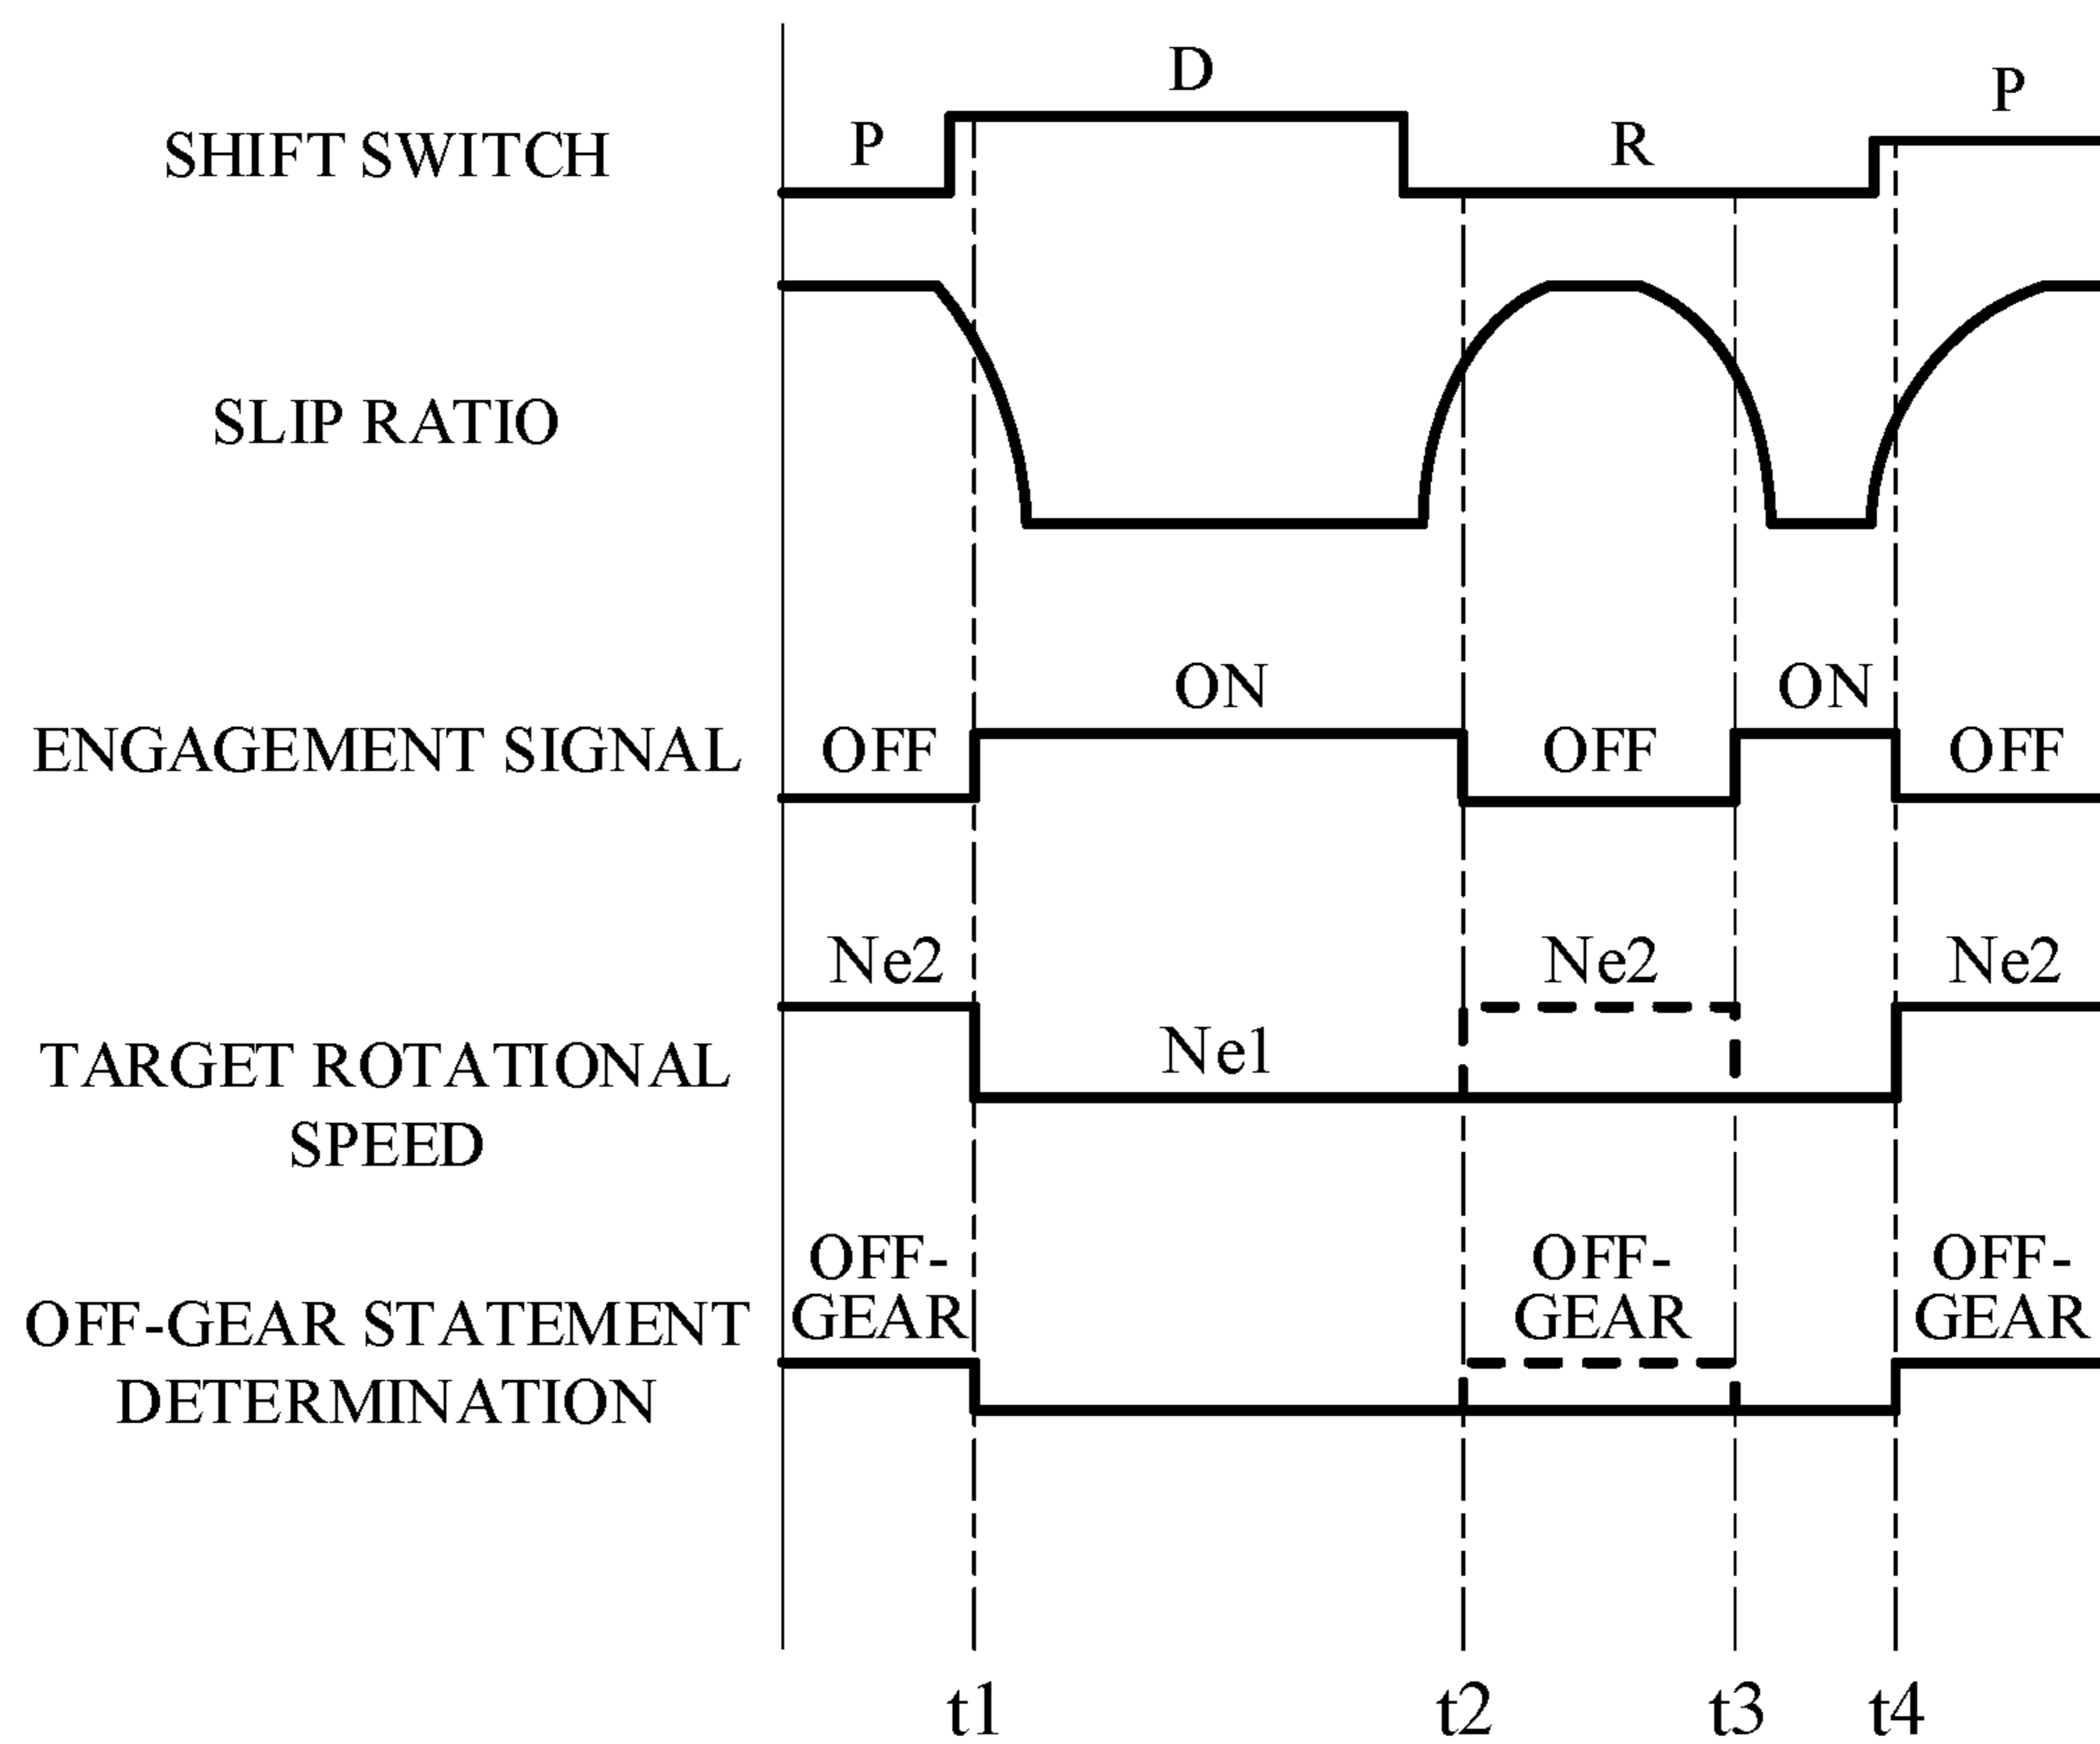 D
P
SHIFT SWITCH
P
R
SLIP RATIO
ON
ON
ENGAGEMENT SIGNAL
OFF
OFF
OFF
Ne2
Ne2
Ne2
Ne1
TARGET ROTATIONAL
SPEED
OFF-
GEAR
OFF-
GEAR
OFF-
GEAR
OFF-GEAR STATEMENT
DETERMINATION
t1
t2
t3
t4